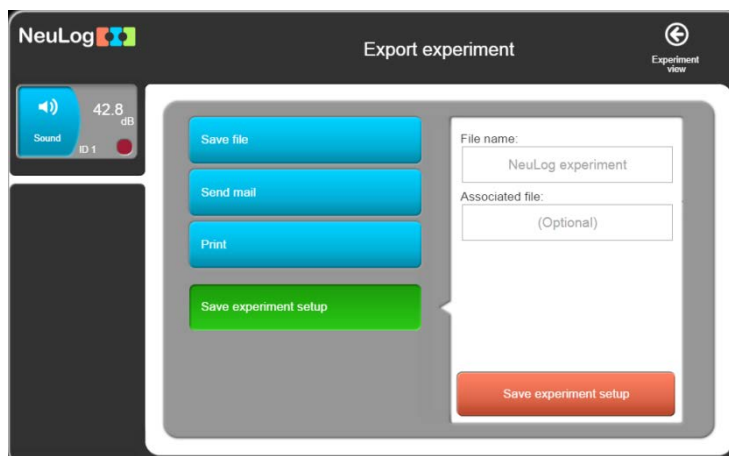 NeuLog
Export experiment
Experiment
view
42.8
dB
Sound
ID 1
Save file
Send mail
Print
Save experiment setup
File name:
NeuLog experiment
Associated file:
(Optional)
Save experiment setup